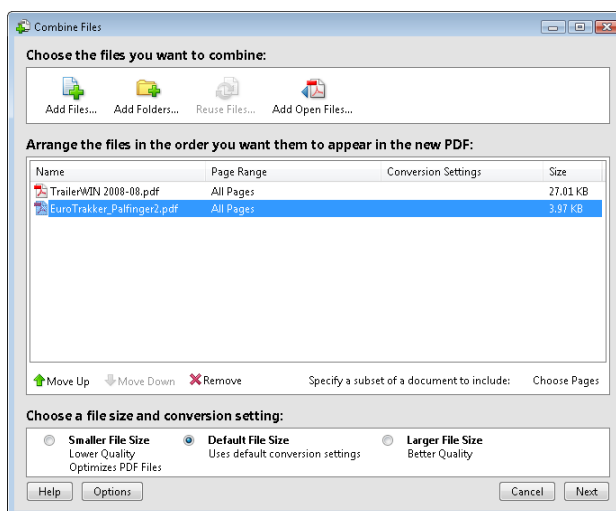 Combine Files
Choose the files you want to combine:
Add Files... Add Folders... Reuse Files... Add Open Files...
Arrange the files in the order you want them to appear in the new PDF:
Name Page Range Conversion Settings Size
TrailerWIN 2008-08.pdf All Pages 27.01 KB
EuroTrakker_Palfinger2.pdf All Pages 3.97 KB
Move Up Move Down Remove Specify a subset of a document to include: Choose Pages
Choose a file size and conversion setting:
Smaller File Size Default File Size Larger File Size
Lower Quality Uses default conversion settings Better Quality
Optimizes PDF Files
Help Options Cancel Next